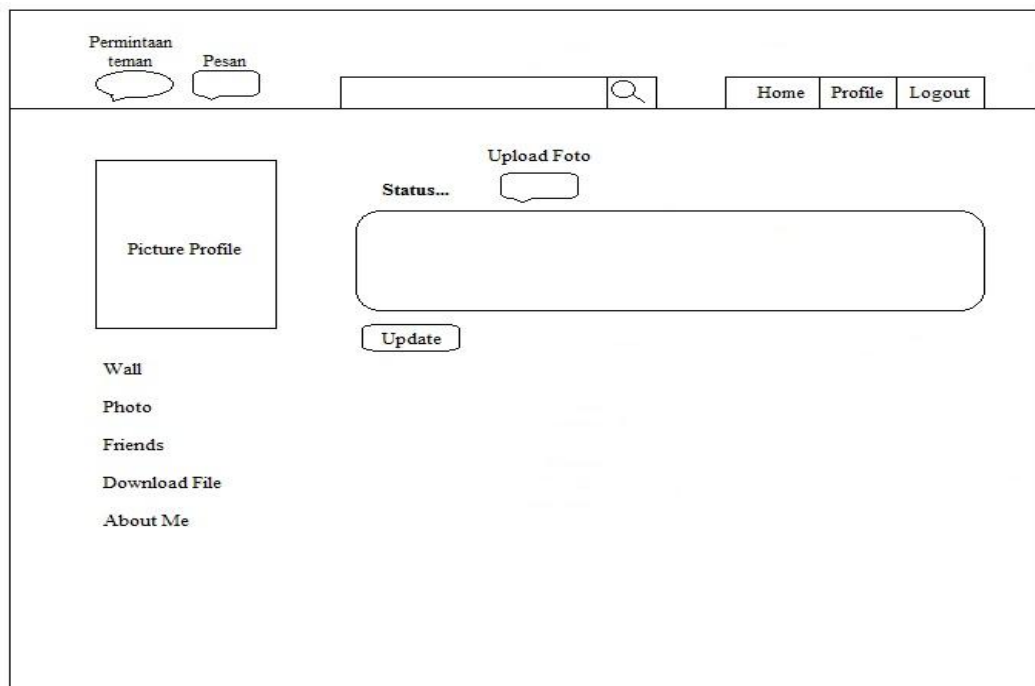 Permintaan
teman
Pesan
Home
Profile
Logout
Upload Foto
Status...
Picture Profile
Update
Wall
Photo
Friends
Download File
About Me